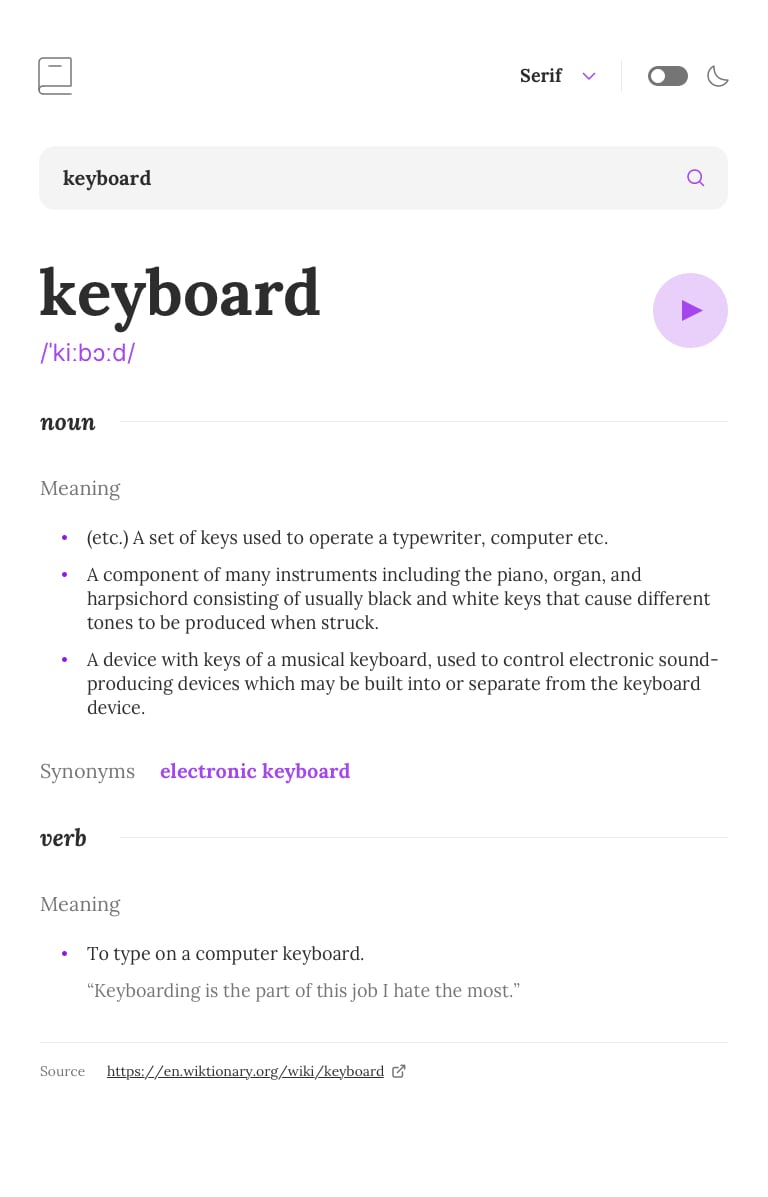 Serif
keyboard
keyboard
/ˈkiːbɔːd/
noun
Meaning
• (etc.) A set of keys used to operate a typewriter, computer etc.
• A component of many instruments including the piano, organ, and
harpsichord consisting of usually black and white keys that cause different
tones to be produced when struck.
• A device with keys of a musical keyboard, used to control electronic sound-
producing devices which may be built into or separate from the keyboard
device.
Synonyms electronic keyboard
verb
Meaning
• To type on a computer keyboard.
“Keyboarding is the part of this job I hate the most.”
Source https://en.wiktionary.org/wiki/keyboard